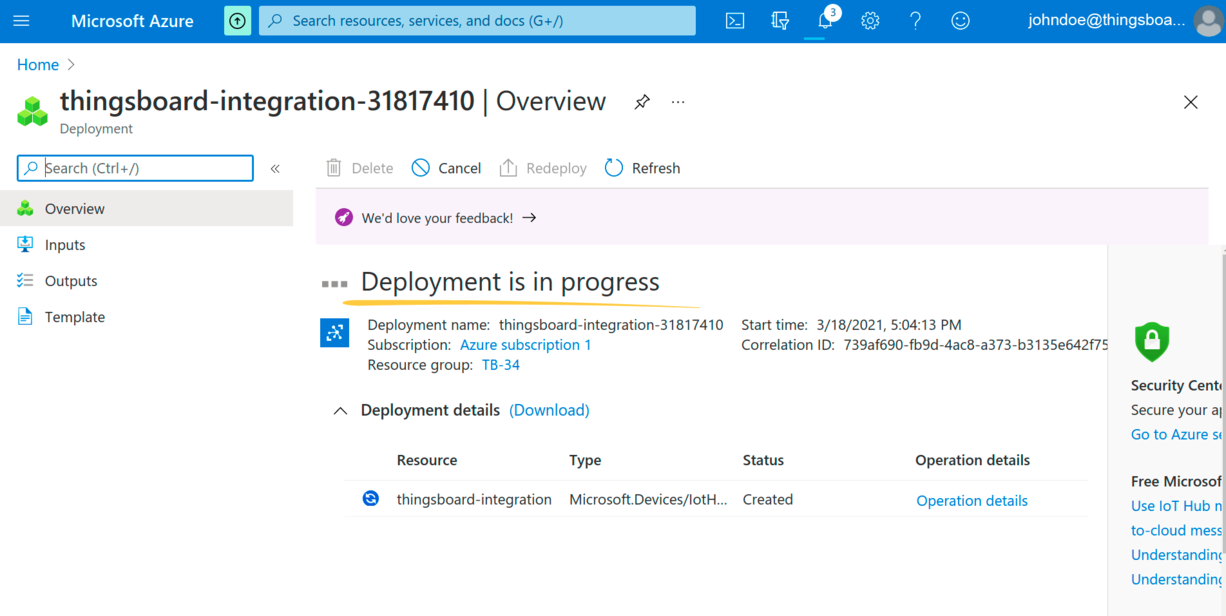 Microsoft Azure
Search resources, services, and docs (G+/)
3
johndoe@thingsboa...
Home
thingsboard-integration-31817410 | Overview
...
Deployment
Search (Ctrl+/)
«
Delete
Cancel
Redeploy
Refresh
Overview
Inputs
Outputs
Template
We'd love your feedback! →
Deployment is in progress
Deployment name: thingsboard-integration-31817410
Start time: 3/18/2021, 5:04:13 PM
Subscription: Azure subscription 1
Correlation ID: 739af690-fb9d-4ac8-a373-b3135e642f75
Resource group: TB-34
Deployment details (Download)
Resource Type Status Operation details
thingsboard-integration Microsoft.Devices/IotH... Created Operation details
Security Cente
Secure your ap
Go to Azure se
Free Microsof
Use IoT Hub m
to-cloud mess
Understanding
Understanding